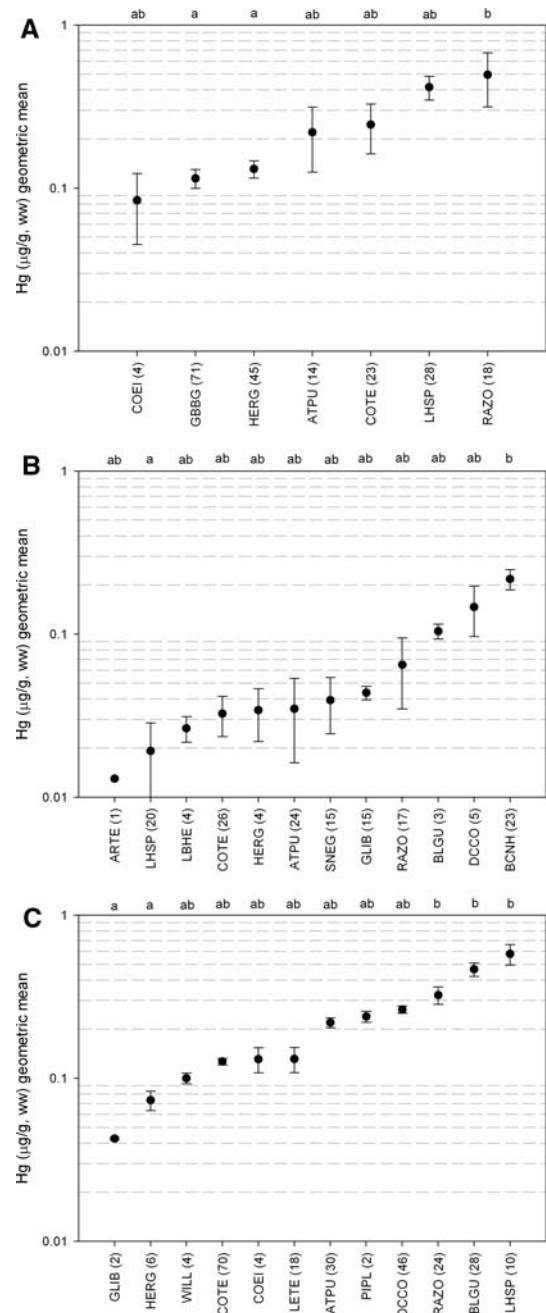 A
ab a a ab ab ab b
Hg (µg/g, ww) geometric mean
1
0.1
0.01
COEI (4)
GBBG (71)
HERG (45)
ATPU (14)
COTE (23)
LHSP (28)
RAZO (18)
B
ab a ab ab ab ab ab ab ab ab ab b
Hg (µg/g, ww) geometric mean
1
0.1
0.01
ARTE (1)
LHSP (20)
LBHE (4)
COTE (26)
HERG (4)
ATPU (24)
SNEG (15)
GLIB (15)
RAZO (17)
BLGU (3)
DCCO (5)
BCNH (23)
C
a a ab ab ab ab ab ab ab b b b
Hg (µg/g, ww) geometric mean
1
0.1
0.01
GLIB (2)
HERG (6)
WILL (4)
COTE (70)
COEI (4)
LETE (18)
ATPU (30)
PIPL (2)
DCCO (46)
RAZO (24)
BLGU (28)
LHSP (10)